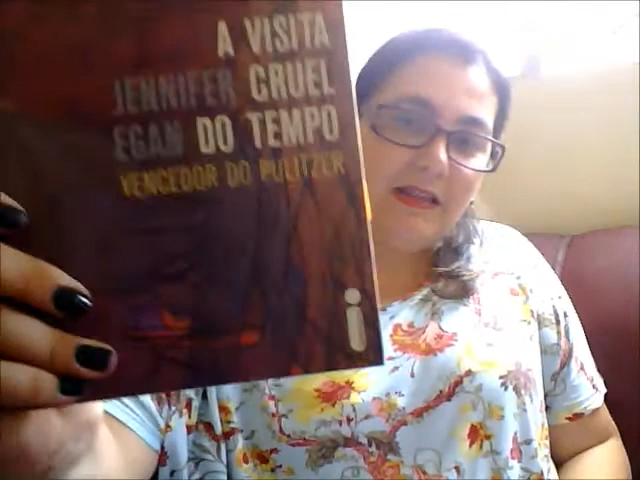 A VISITA
JENNIFER CRUEL
EGAN DO TEMPO
VENCEDOR DO PULITZER
i